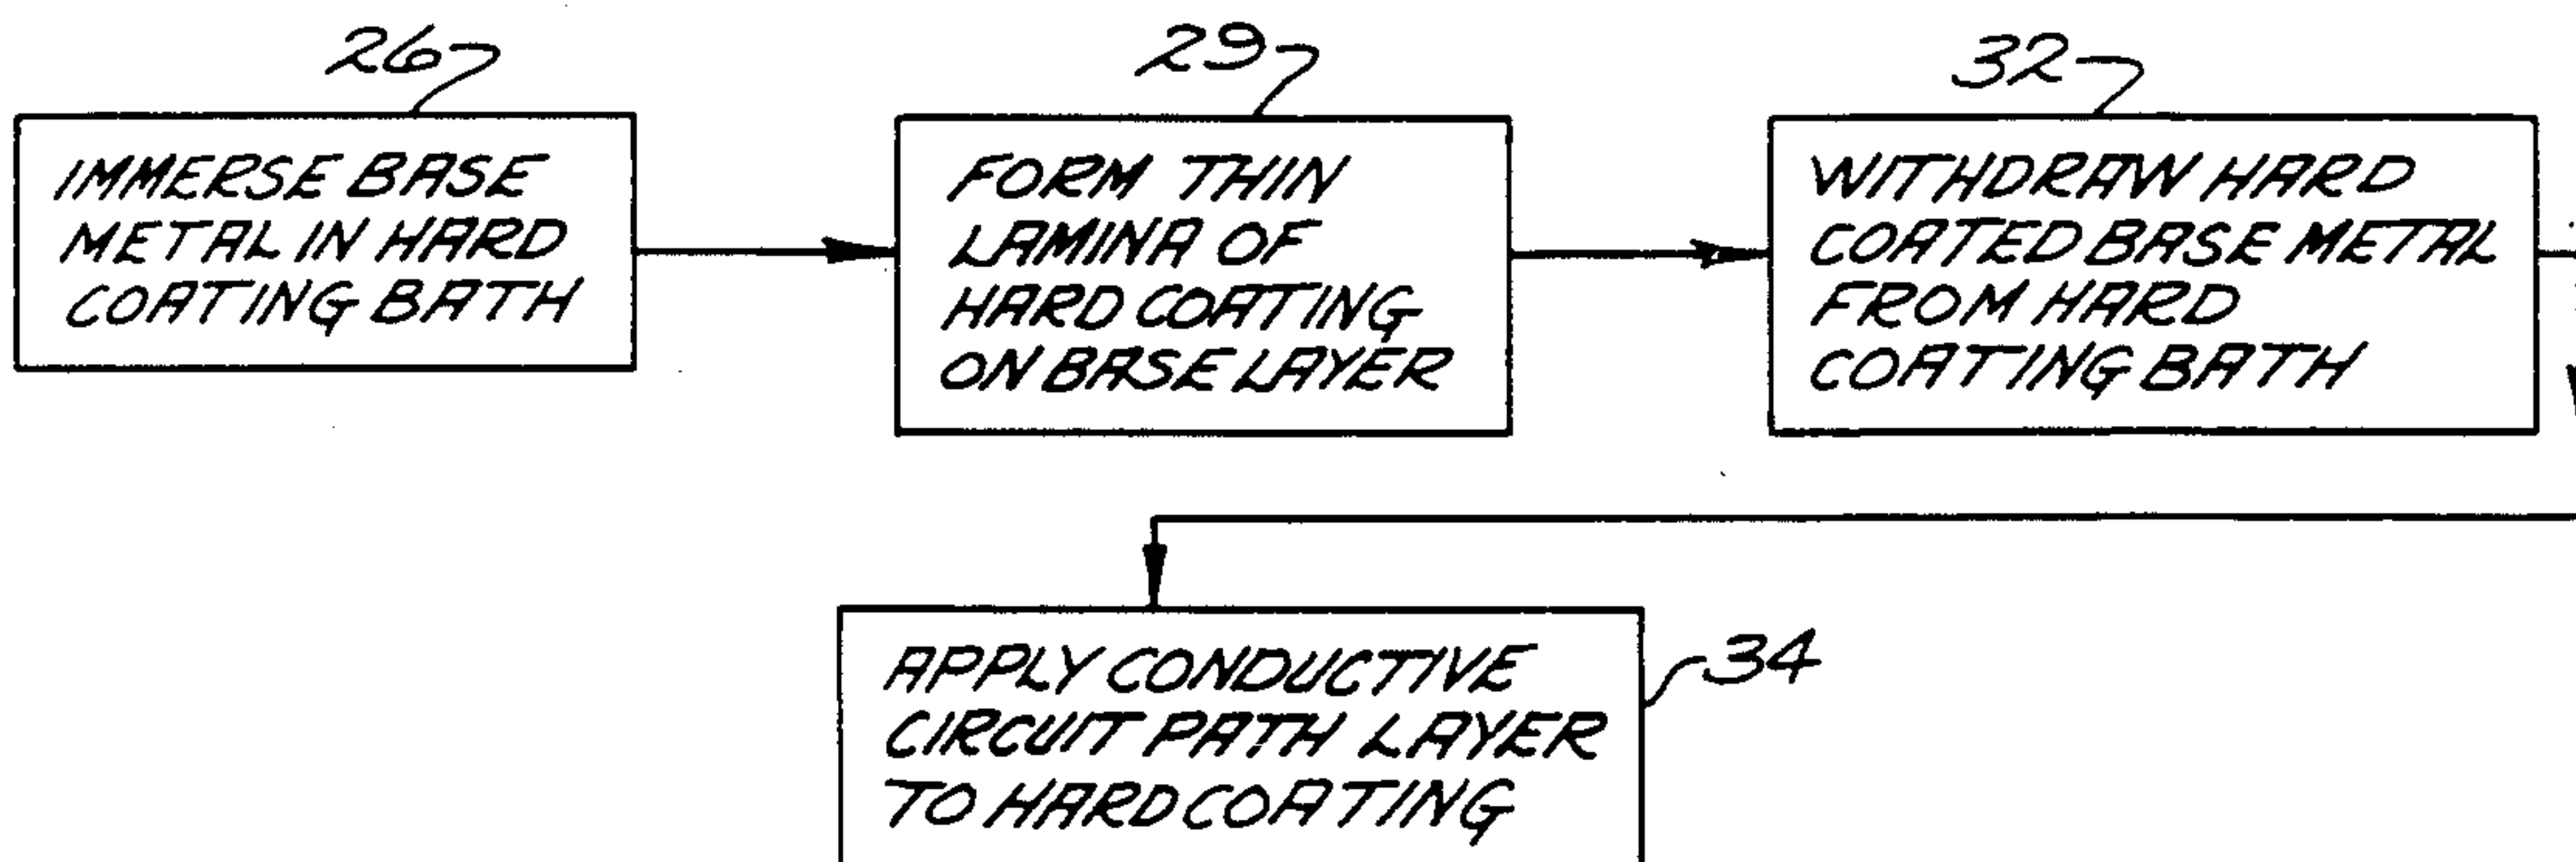 26
IMMERSE BASE
METAL IN HARD
COATING BATH
29
FORM THIN
LAMINA OF
HARD COATING
ON BASE LAYER
32
WITHDRAW HARD
COATED BASE METAL
FROM HARD
COATING BATH
34
APPLY CONDUCTIVE
CIRCUIT PATH LAYER
TO HARD COATING